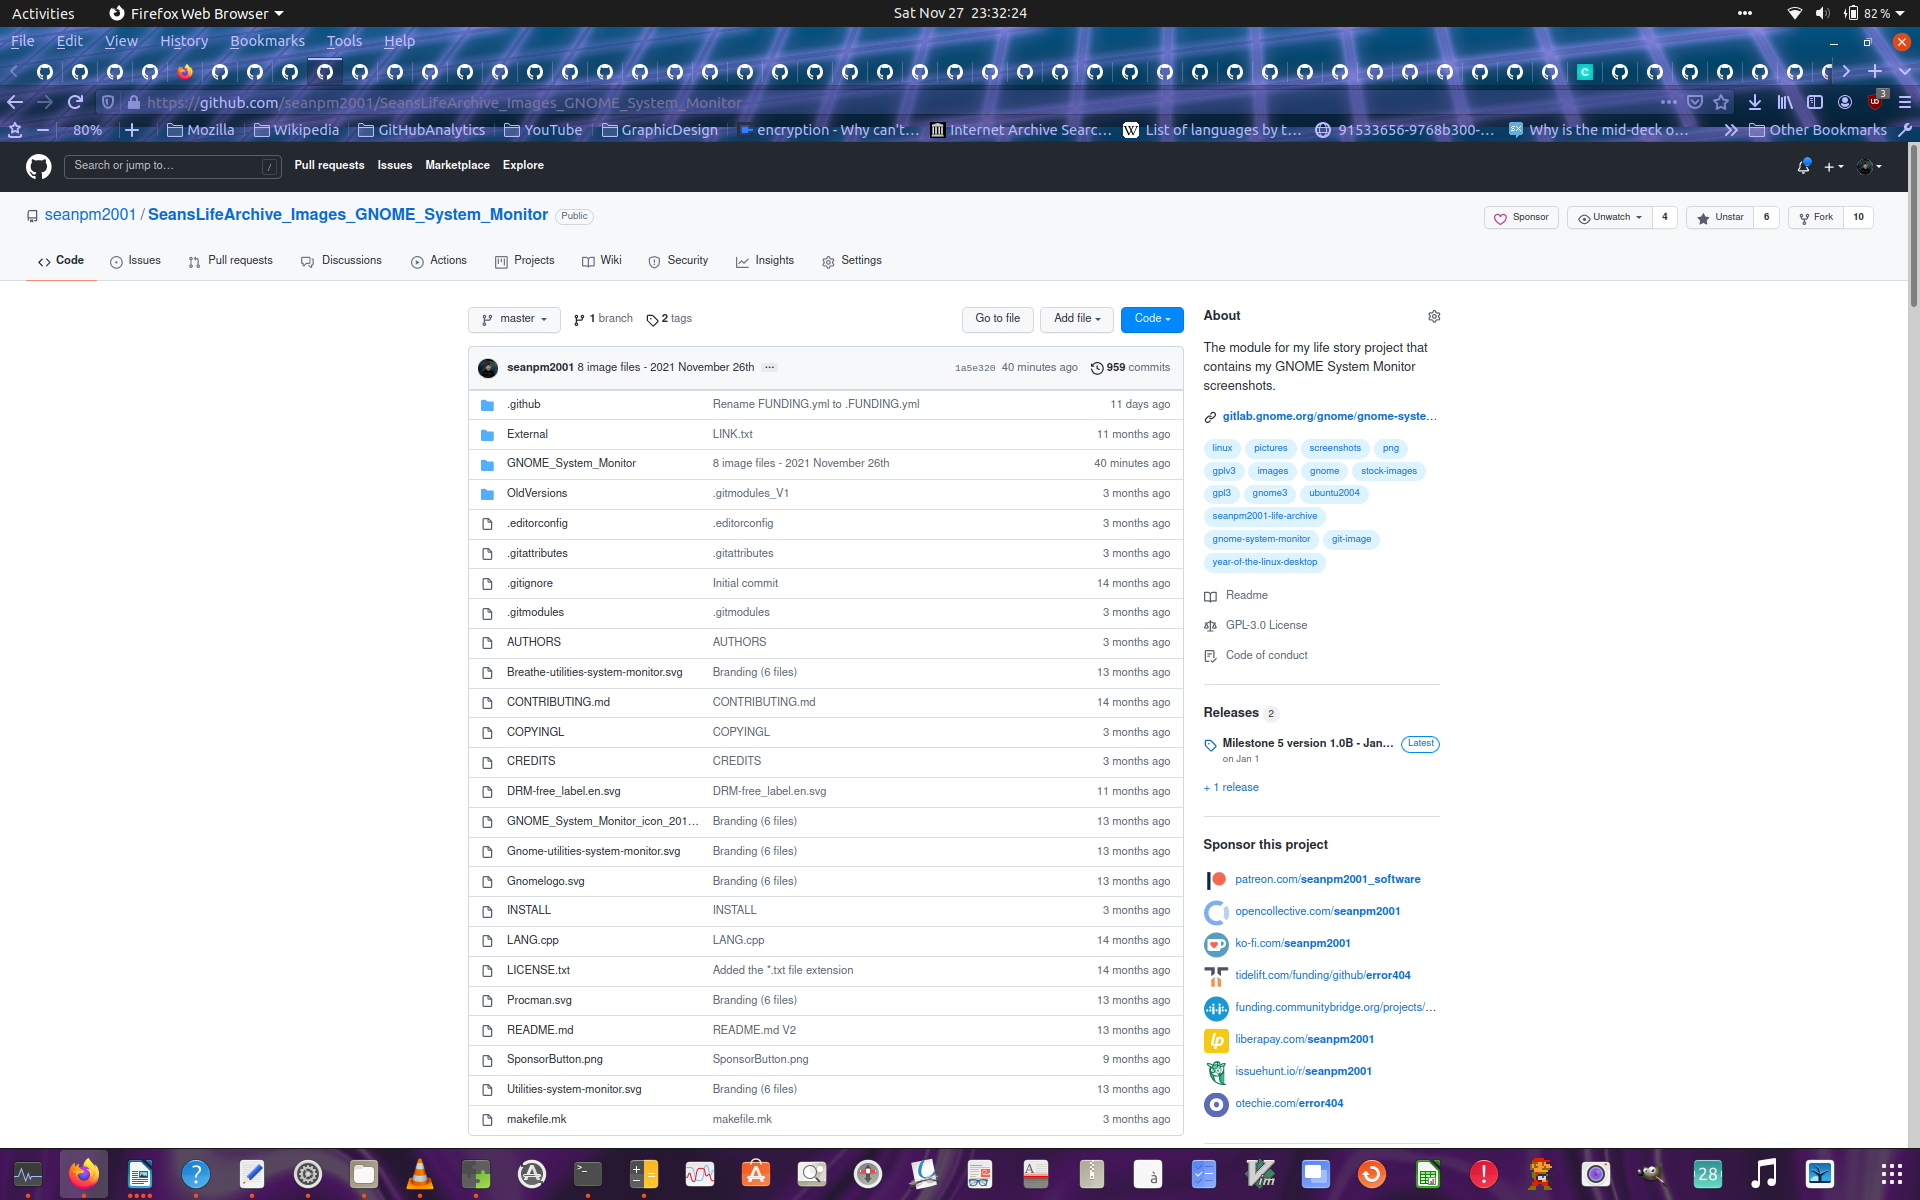 Activities Firefox Web Browser Sat Nov 27 23:32:24 82 %
File Edit View History Bookmarks Tools Help
https://github.com/seanpm2001/SeansLifeArchive_Images_GNOME_System_Monitor 3
80% Mozilla Wikipedia GitHubAnalytics YouTube GraphicDesign encryption - Why can't... Internet Archive Searc... List of languages by t... 91533656-9768b300-... Why is the mid-deck o... Other Bookmarks
Search or jump to... / Pull requests Issues Marketplace Explore
seanpm2001 / SeansLifeArchive_Images_GNOME_System_Monitor Public Sponsor Unwatch 4 Unstar 6 Fork 10
Code Issues Pull requests Discussions Actions Projects Wiki Security Insights Settings
master 1 branch 2 tags Go to file Add file Code
seanpm2001 8 image files - 2021 November 26th ... 1a5e320 40 minutes ago 959 commits
.github Rename FUNDING.yml to .FUNDING.yml 11 days ago
External LINK.txt 11 months ago
GNOME_System_Monitor 8 image files - 2021 November 26th 40 minutes ago
OldVersions .gitmodules_V1 3 months ago
.editorconfig .editorconfig 3 months ago
.gitattributes .gitattributes 3 months ago
.gitignore Initial commit 14 months ago
.gitmodules .gitmodules 3 months ago
AUTHORS AUTHORS 3 months ago
Breathe-utilities-system-monitor.svg Branding (6 files) 13 months ago
CONTRIBUTING.md CONTRIBUTING.md 14 months ago
COPYINGL COPYINGL 3 months ago
CREDITS CREDITS 3 months ago
DRM-free_label.en.svg DRM-free_label.en.svg 11 months ago
GNOME_System_Monitor_icon_201... Branding (6 files) 13 months ago
Gnome-utilities-system-monitor.svg Branding (6 files) 13 months ago
Gnomelogo.svg Branding (6 files) 13 months ago
INSTALL INSTALL 3 months ago
LANG.cpp LANG.cpp 14 months ago
LICENSE.txt Added the *.txt file extension 14 months ago
Procman.svg Branding (6 files) 13 months ago
README.md README.md V2 13 months ago
SponsorButton.png SponsorButton.png 9 months ago
Utilities-system-monitor.svg Branding (6 files) 13 months ago
makefile.mk makefile.mk 3 months ago
About
The module for my life story project that
contains my GNOME System Monitor
screenshots.
gitlab.gnome.org/gnome/gnome-syste...
linux pictures screenshots png
gplv3 images gnome stock-images
gpl3 gnome3 ubuntu2004
seanpm2001-life-archive
gnome-system-monitor git-image
year-of-the-linux-desktop
Readme
GPL-3.0 License
Code of conduct
Releases 2
Milestone 5 version 1.0B - Jan... Latest
on Jan 1
+ 1 release
Sponsor this project
patreon.com/seanpm2001_software
opencollective.com/seanpm2001
ko-fi.com/seanpm2001
tidelift.com/funding/github/error404
funding.communitybridge.org/projects/...
liberapay.com/seanpm2001
issuehunt.io/r/seanpm2001
otechie.com/error404
28